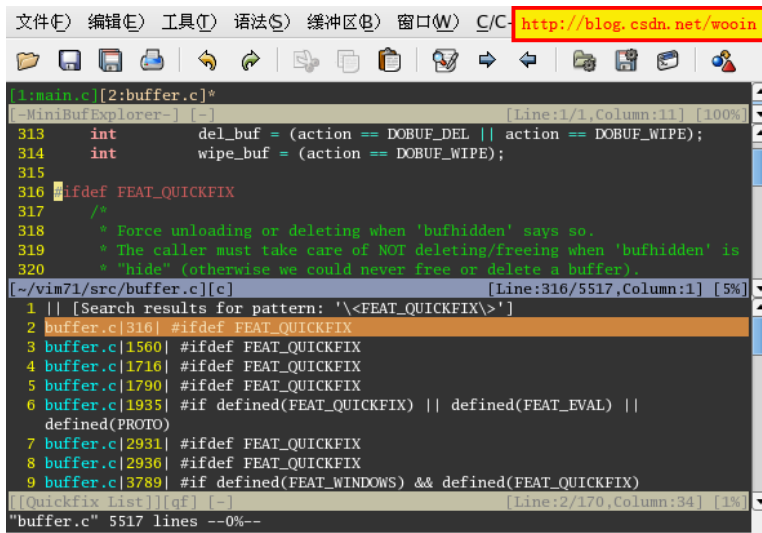 文件(F) 编辑(E) 工具(T) 语法(S) 缓冲区(B) 窗口(W) C/C- http://blog.csdn.net/wooin
[1:main.c][2:buffer.c]*
[-MiniBufExplorer-] [-] [Line:1/1,Column:11] [100%]
313 int del_buf = (action == DOBUF_DEL || action == DOBUF_WIPE);
314 int wipe_buf = (action == DOBUF_WIPE);
315
316 #ifdef FEAT_QUICKFIX
317 /*
318 * Force unloading or deleting when 'bufhidden' says so.
319 * The caller must take care of NOT deleting/freeing when 'bufhidden' is
320 * "hide" (otherwise we could never free or delete a buffer).
[~/vim71/src/buffer.c][c] [Line:316/5517,Column:1] [5%]
1 || [Search results for pattern: '\<FEAT_QUICKFIX\>']
2 buffer.c|316| #ifdef FEAT_QUICKFIX
3 buffer.c|1560| #ifdef FEAT_QUICKFIX
4 buffer.c|1716| #ifdef FEAT_QUICKFIX
5 buffer.c|1790| #ifdef FEAT_QUICKFIX
6 buffer.c|1935| #if defined(FEAT_QUICKFIX) || defined(FEAT_EVAL) ||
defined(PROTO)
7 buffer.c|2931| #ifdef FEAT_QUICKFIX
8 buffer.c|2936| #ifdef FEAT_QUICKFIX
9 buffer.c|3789| #if defined(FEAT_WINDOWS) && defined(FEAT_QUICKFIX)
[[Quickfix List]][qf] [-] [Line:2/170,Column:34] [1%]
"buffer.c" 5517 lines --0%--